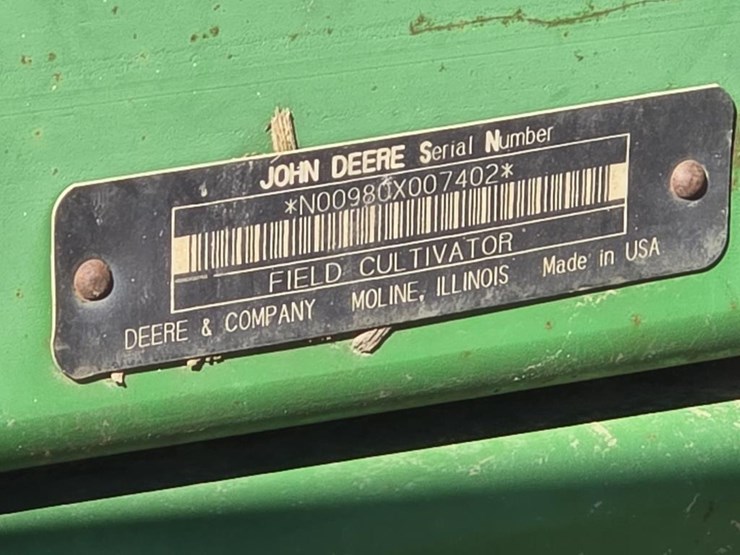 JOHN DEERE Serial Number
*N00980X007402*
FIELD CULTIVATOR
DEERE & COMPANY MOLINE, ILLINOIS Made in USA